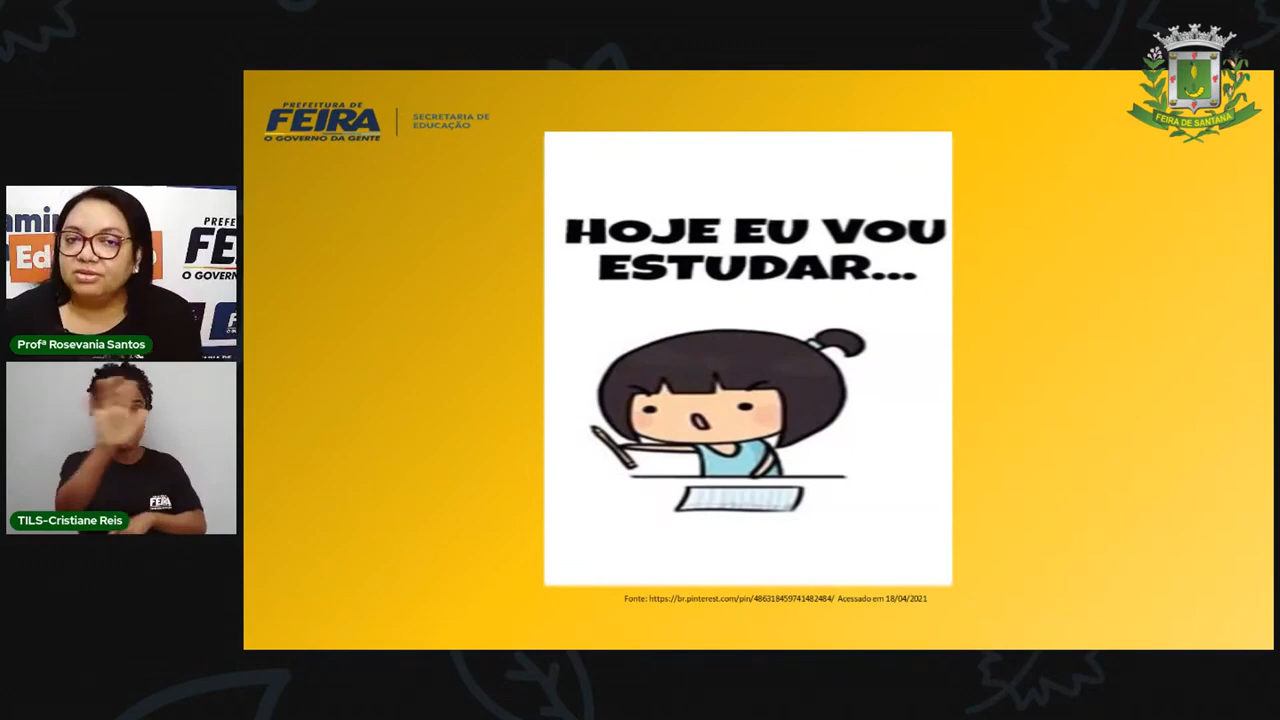 PREFEITURA DE
FEIRA
O GOVERNO DA GENTE
SECRETARIA DE
EDUCAÇÃO
FEIRA DE SANTANA
HOJE EU VOU
ESTUDAR...
Fonte: https://br.pinterest.com/pin/486318459741482484/ Acessado em 18/04/2021
amin
Ed
PREFE
FE
O GOVERN
Profª Rosevania Santos
FEIRA
TILS-Cristiane Reis